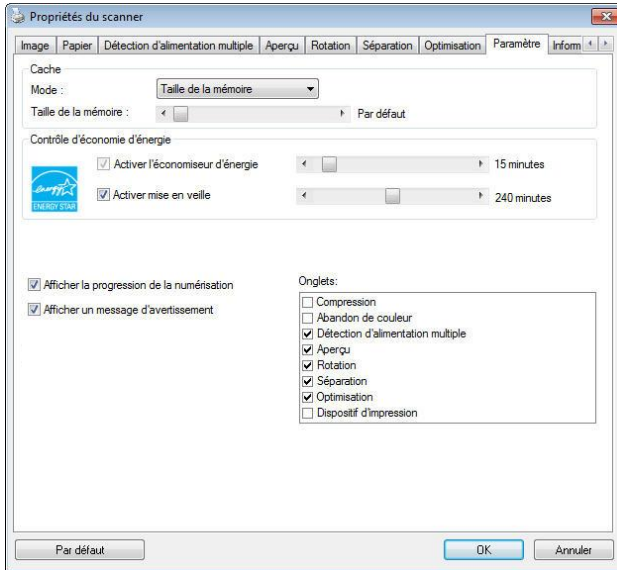 Propriétés du scanner
Image Papier Détection d'alimentation multiple Aperçu Rotation Séparation Optimisation Paramètre Inform
Cache
Mode : Taille de la mémoire
Taille de la mémoire : Par défaut
Contrôle d'économie d'énergie
Activer l'économiseur d'énergie 15 minutes
energy
ENERGY STAR
Activer mise en veille 240 minutes
Afficher la progression de la numérisation
Afficher un message d'avertissement
Onglets:
Compression
Abandon de couleur
Détection d'alimentation multiple
Aperçu
Rotation
Séparation
Optimisation
Dispositif d'impression
Par défaut OK Annuler